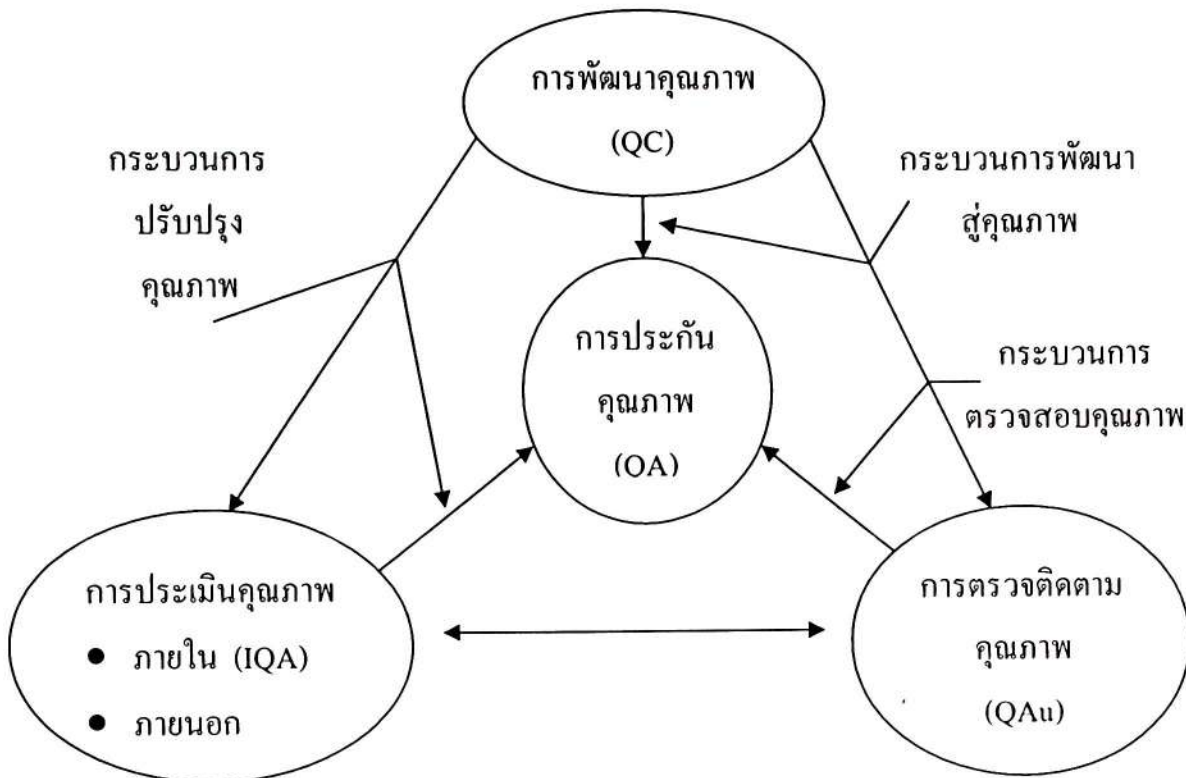 การพัฒนาคุณภาพ
(QC)
กระบวนการ
ปรับปรุง
คุณภาพ
กระบวนการพัฒนา
สู่คุณภาพ
การประกัน
คุณภาพ
(OA)
กระบวนการ
ตรวจสอบคุณภาพ
การประเมินคุณภาพ
● ภายใน (IQA)
● ภายนอก
การตรวจติดตาม
คุณภาพ
(QAu)